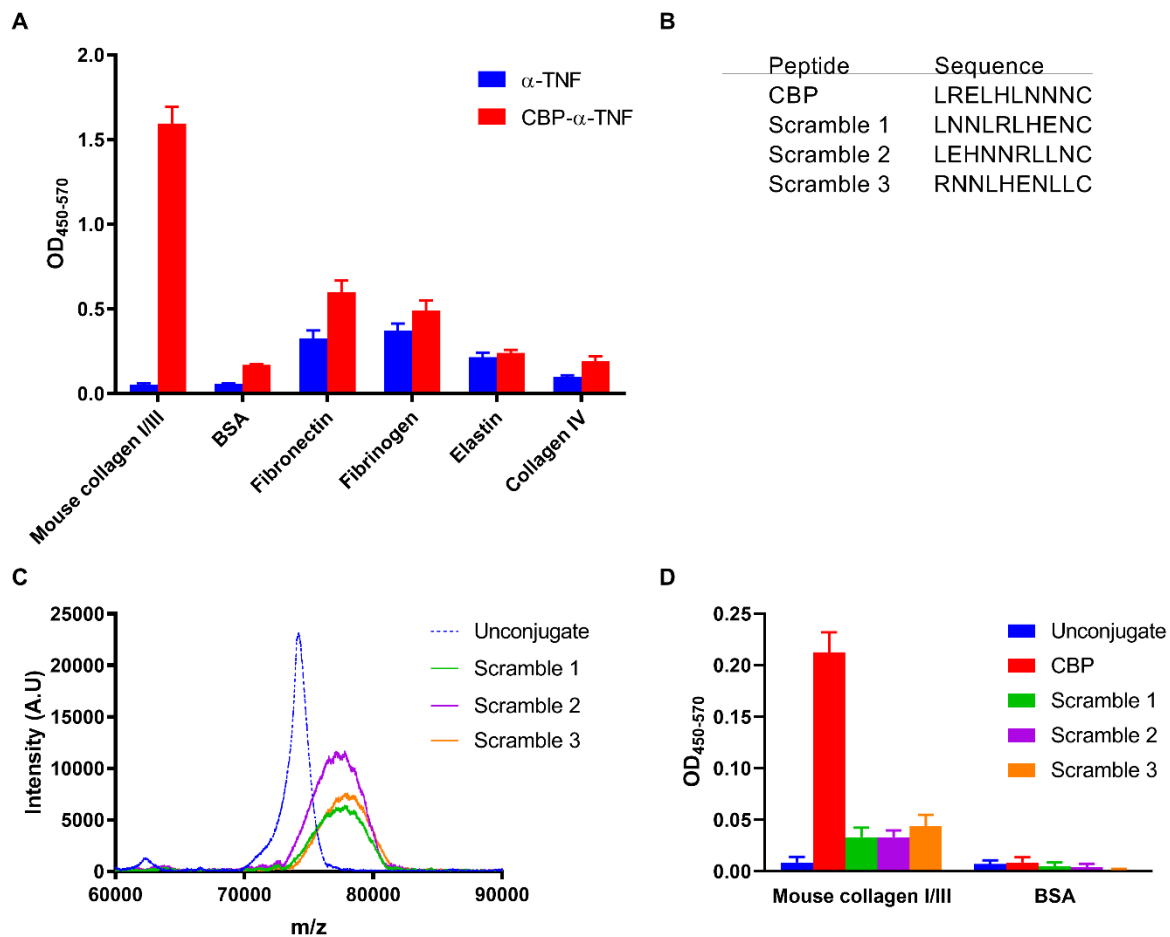 A
OD450-570
2.0
1.5
1.0
0.5
0.0
α-TNF
CBP-α-TNF
Mouse collagen I/III
BSA
Fibronectin
Fibrinogen
Elastin
Collagen IV
B
Peptide Sequence
CBP LRELHLNNNC
Scramble 1 LNNLRLHENC
Scramble 2 LEHNNRLLNC
Scramble 3 RNNLHENLLC
C
Intensity (A.U)
25000
20000
15000
10000
5000
0
60000 70000 80000 90000
m/z
Unconjugate
Scramble 1
Scramble 2
Scramble 3
D
OD450-570
0.25
0.20
0.15
0.10
0.05
0.00
Mouse collagen I/III BSA
Unconjugate
CBP
Scramble 1
Scramble 2
Scramble 3